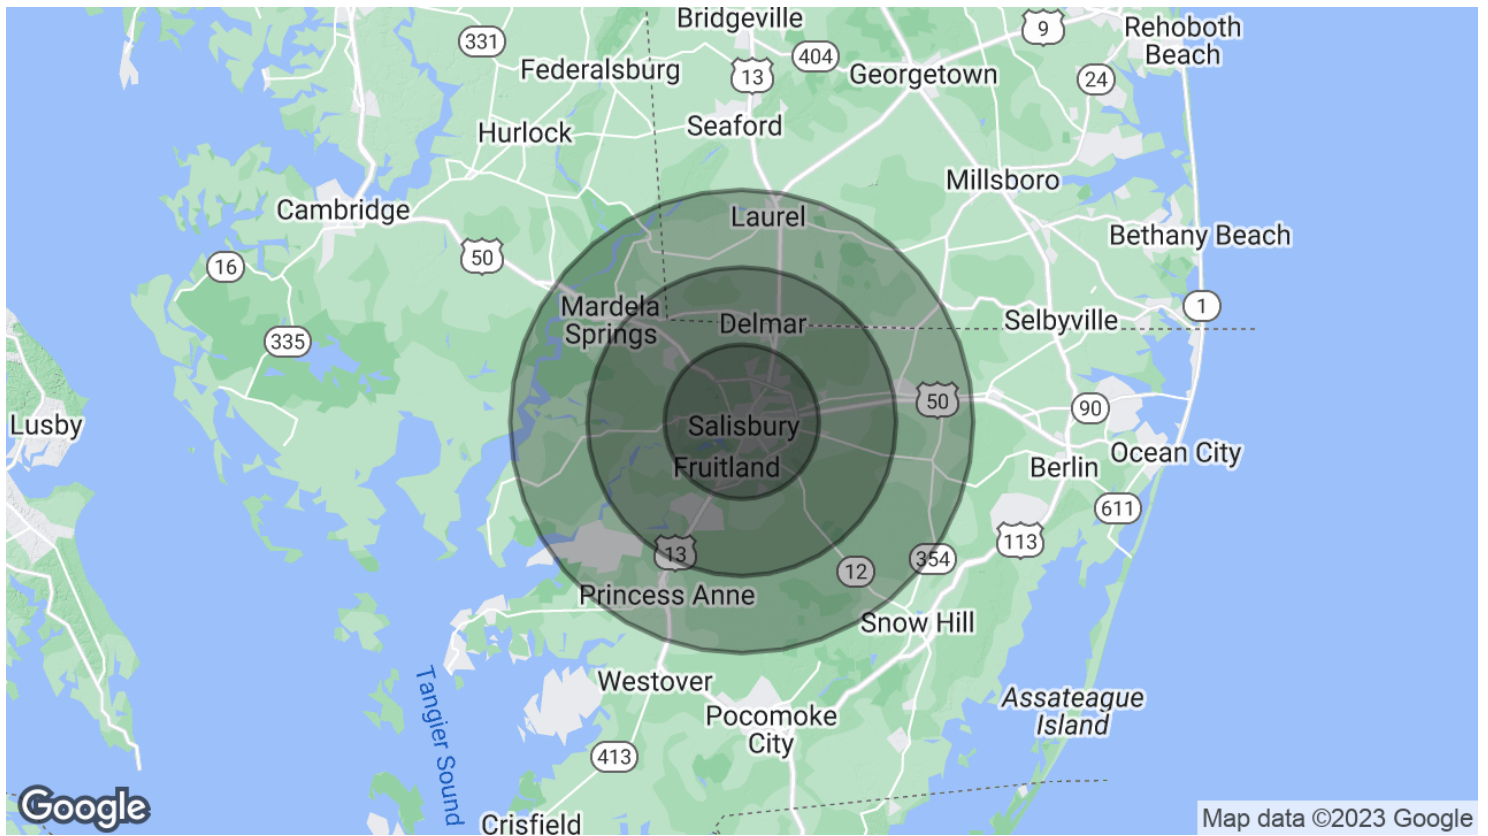 Bridgeville
9
Rehoboth
Beach
331
404
Federalsburg
13
Georgetown
24
Hurlock
Seaford
Millsboro
Cambridge
Laurel
Bethany Beach
50
16
Mardela
Springs
1
Delmar
Selbyville
335
50
90
Lusby
Salisbury
Ocean City
Fruitland
Berlin
611
113
13
354
12
Princess Anne
Snow Hill
Westover
Tangier Sound
Assateague
Island
Pocomoke
City
413
Google
Crisfield
Map data ©2023 Google